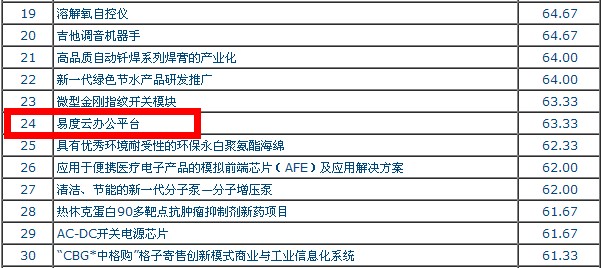 19 溶解氧自控仪 64.67
20 吉他调音机器手 64.67
21 高品质自动钎焊系列焊膏的产业化 64.00
22 新一代绿色节水产品研发推广 64.00
23 微型金刚指纹开关模块 63.33
24 易度云办公平台 63.33
25 具有优秀环境耐受性的环保永白聚氨酯海绵 62.33
26 应用于便携医疗电子产品的模拟前端芯片（AFE）及应用解决方案 62.00
27 清洁、节能的新一代分子泵—分子增压泵 62.00
28 热休克蛋白90多靶点抗肿瘤抑制剂新药项目 61.67
29 AC-DC开关电源芯片 61.67
30 “CBG*中格购”格子寄售创新模式商业与工业信息化系统 61.33